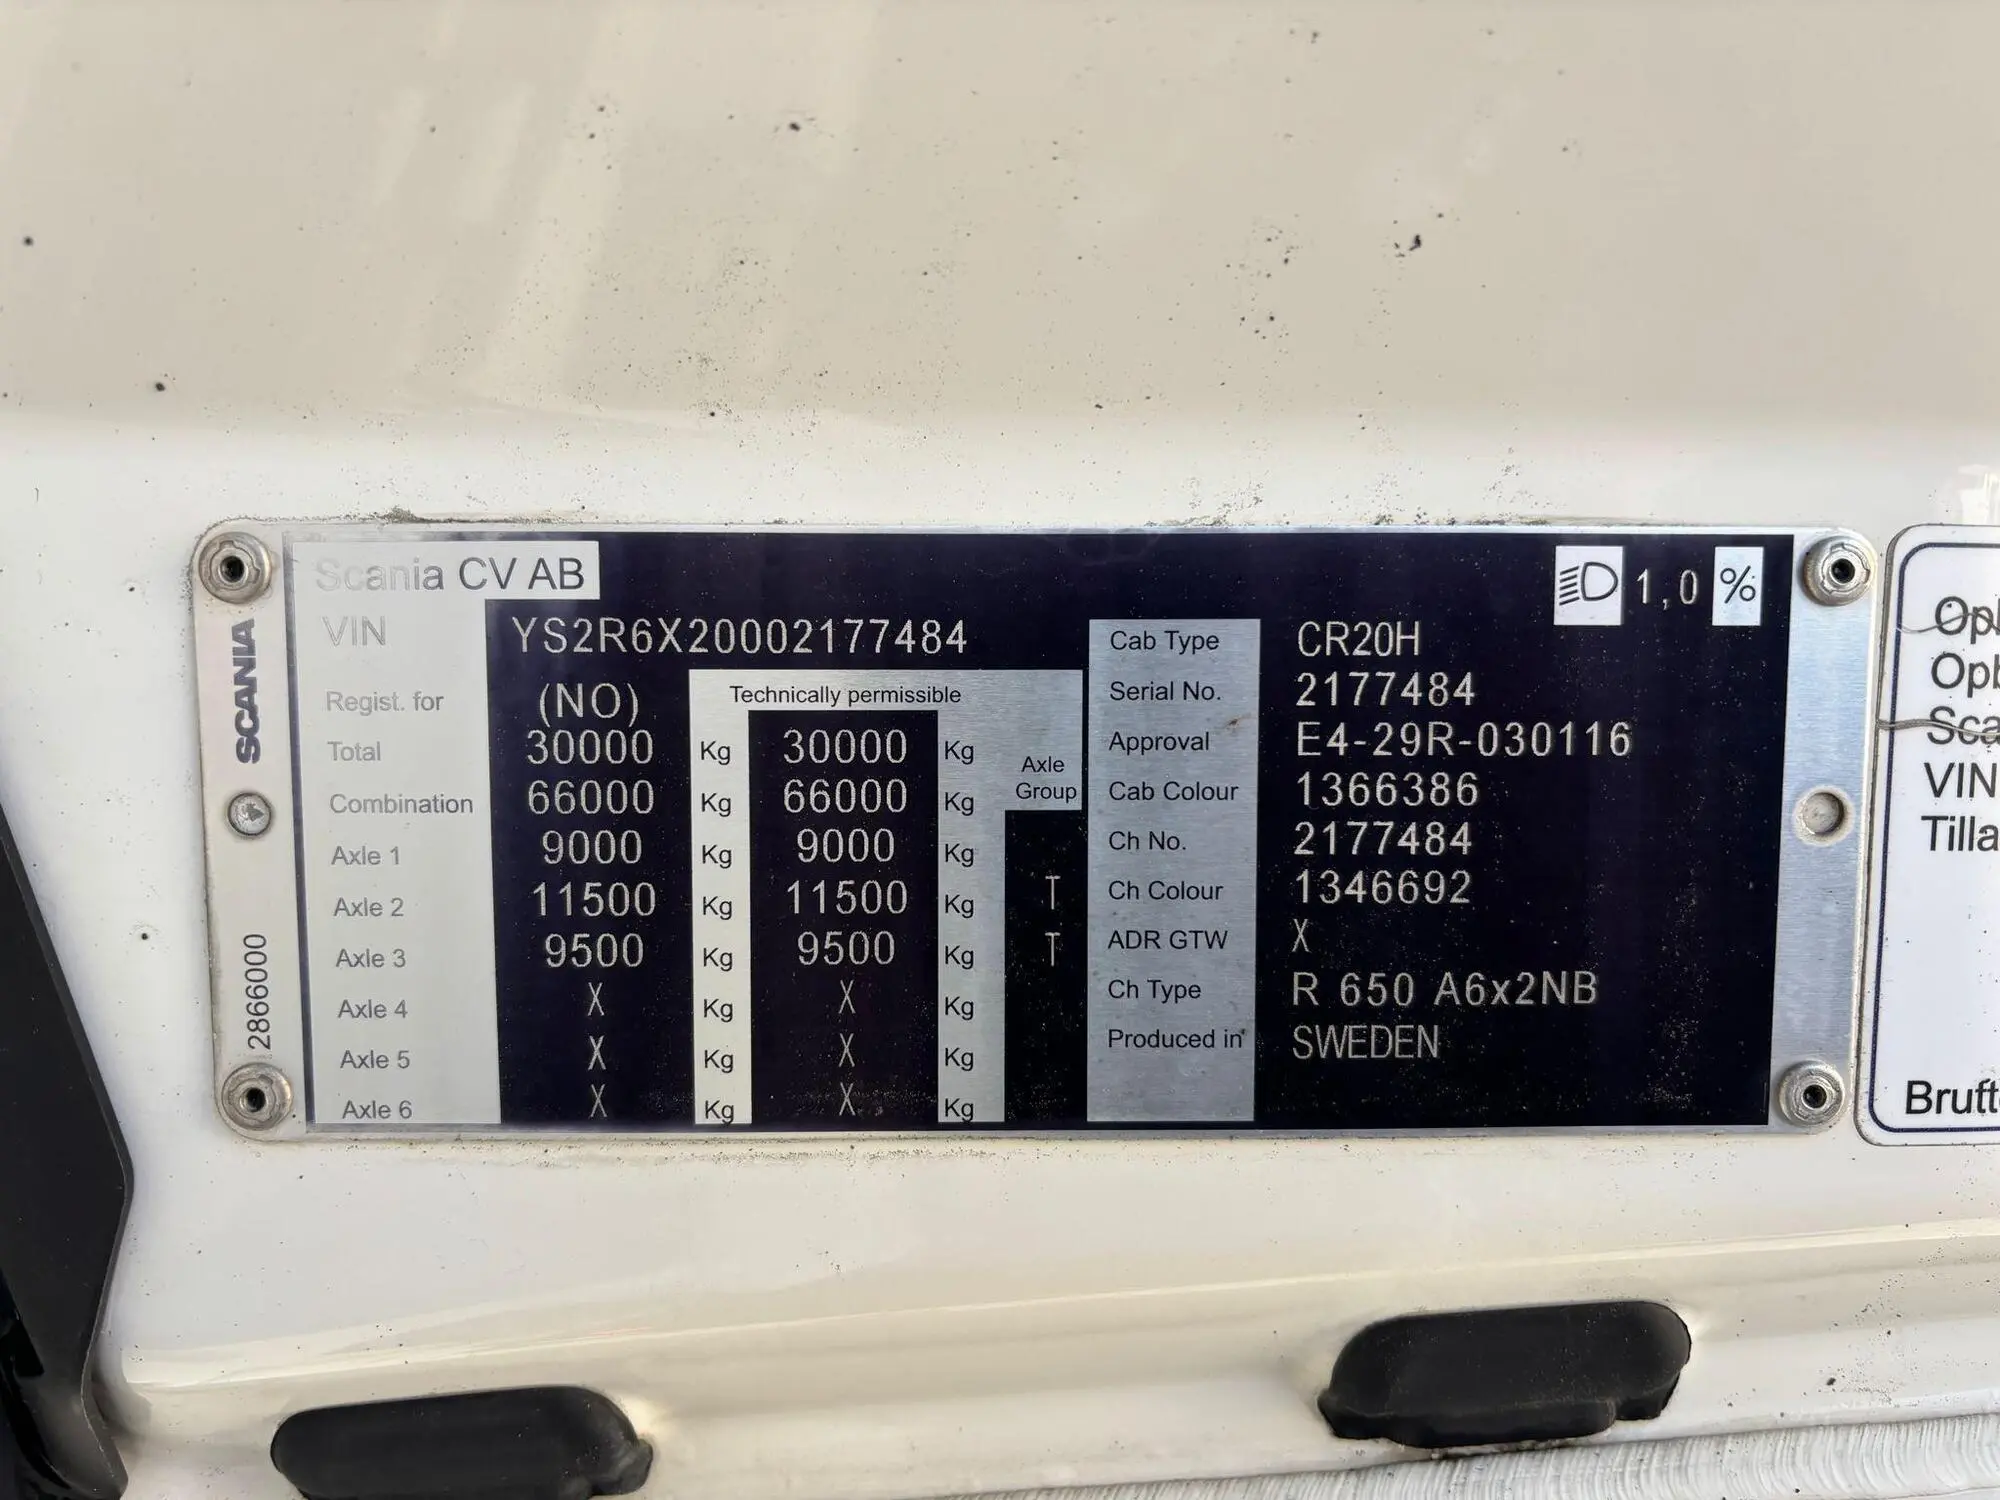 Scania CV AB
1,0 %
VIN YS2R6X20002177484
Regist. for (NO)
Technically permissible
Total 30000 Kg 30000 Kg
Combination 66000 Kg 66000 Kg
Axle Group
Axle 1 9000 Kg 9000 Kg
Axle 2 11500 Kg 11500 Kg T
Axle 3 9500 Kg 9500 Kg T
Axle 4 X Kg X Kg
Axle 5 X Kg X Kg
Axle 6 X Kg X Kg
Cab Type CR20H
Serial No. 2177484
Approval E4-29R-030116
Cab Colour 1366386
Ch No. 2177484
Ch Colour 1346692
ADR GTW X
Ch Type R 650 A6x2NB
Produced in SWEDEN
SCANIA
2866000
VIN